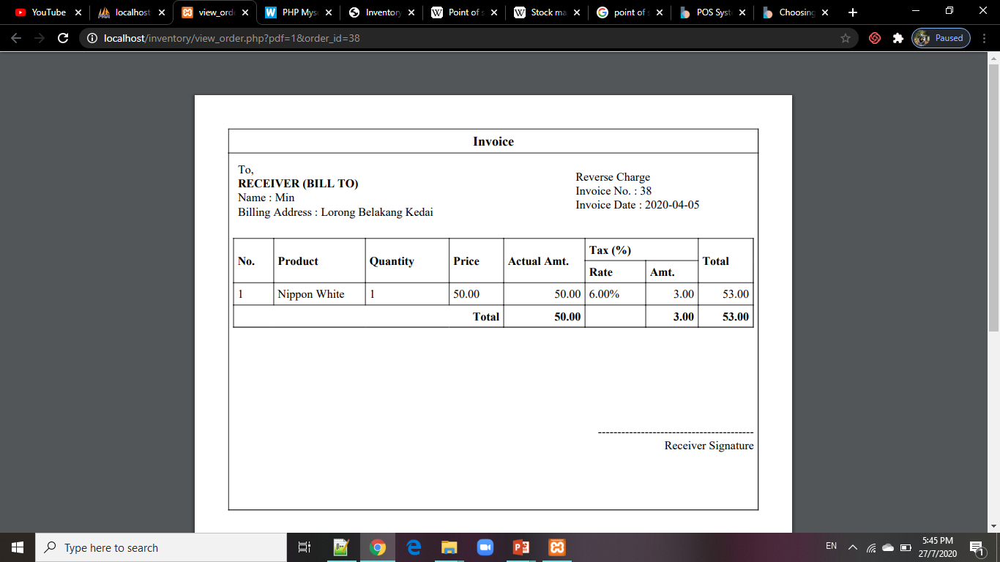 YouTube
localhost
view_ord
PHP Mys
Inventory
Point of s
Stock ma
point of s
POS Syst
Choosing
localhost/inventory/view_order.php?pdf=1&order_id=38
Paused
Invoice
To,
RECEIVER (BILL TO)
Name : Min
Billing Address : Lorong Belakang Kedai
Reverse Charge
Invoice No. : 38
Invoice Date : 2020-04-05
No. Product Quantity Price Actual Amt. Tax (%) Total
Rate Amt.
1 Nippon White 1 50.00 50.00 6.00% 3.00 53.00
Total 50.00 3.00 53.00
----------------------------------------
Receiver Signature
Type here to search
EN
5:45 PM
27/7/2020
1